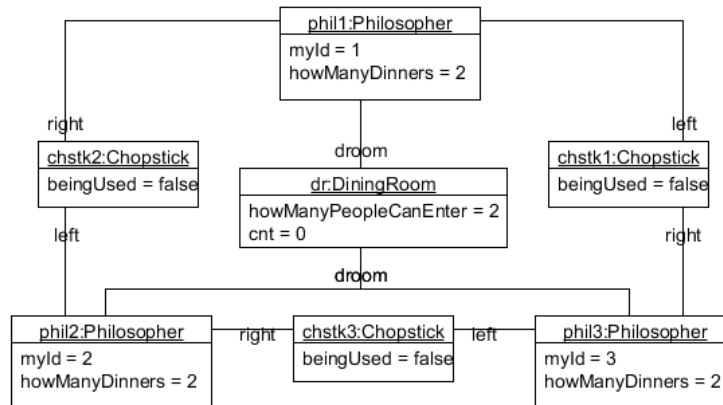 phil1:Philosopher
myId = 1
howManyDinners = 2
right
droom
left
chstk2:Chopstick
beingUsed = false
dr:DiningRoom
howManyPeopleCanEnter = 2
cnt = 0
chstk1:Chopstick
beingUsed = false
left
right
droom
phil2:Philosopher
myId = 2
howManyDinners = 2
right
chstk3:Chopstick
beingUsed = false
left
phil3:Philosopher
myId = 3
howManyDinners = 2